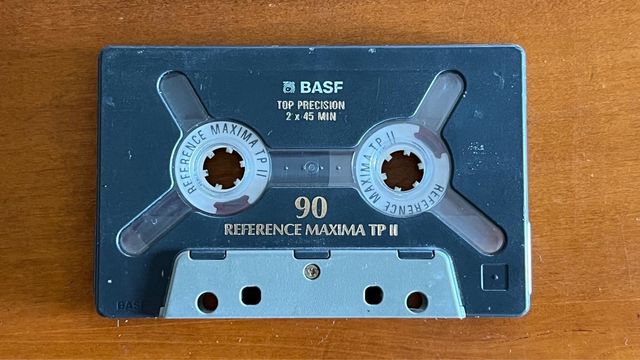 BASF
TOP PRECISION
2 x 45 MIN
REFERENCE MAXIMA TP II
REFERENCE MAXIMA TP II
90
REFERENCE MAXIMA TP II
BASF